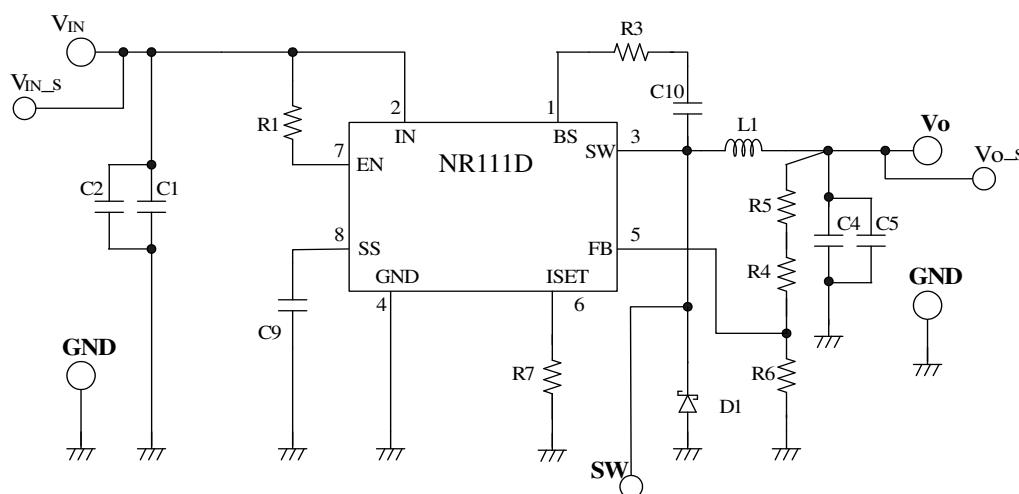 VIN
R3
VIN_S
C10
2
1
R1
IN
BS
3
L1
Vo
7
SW
Vo_S
EN
NR111D
C2
C1
R5
C4
C5
8
5
SS
FB
R4
GND
ISET
GND
4
6
C9
GND
R7
R6
D1
SW